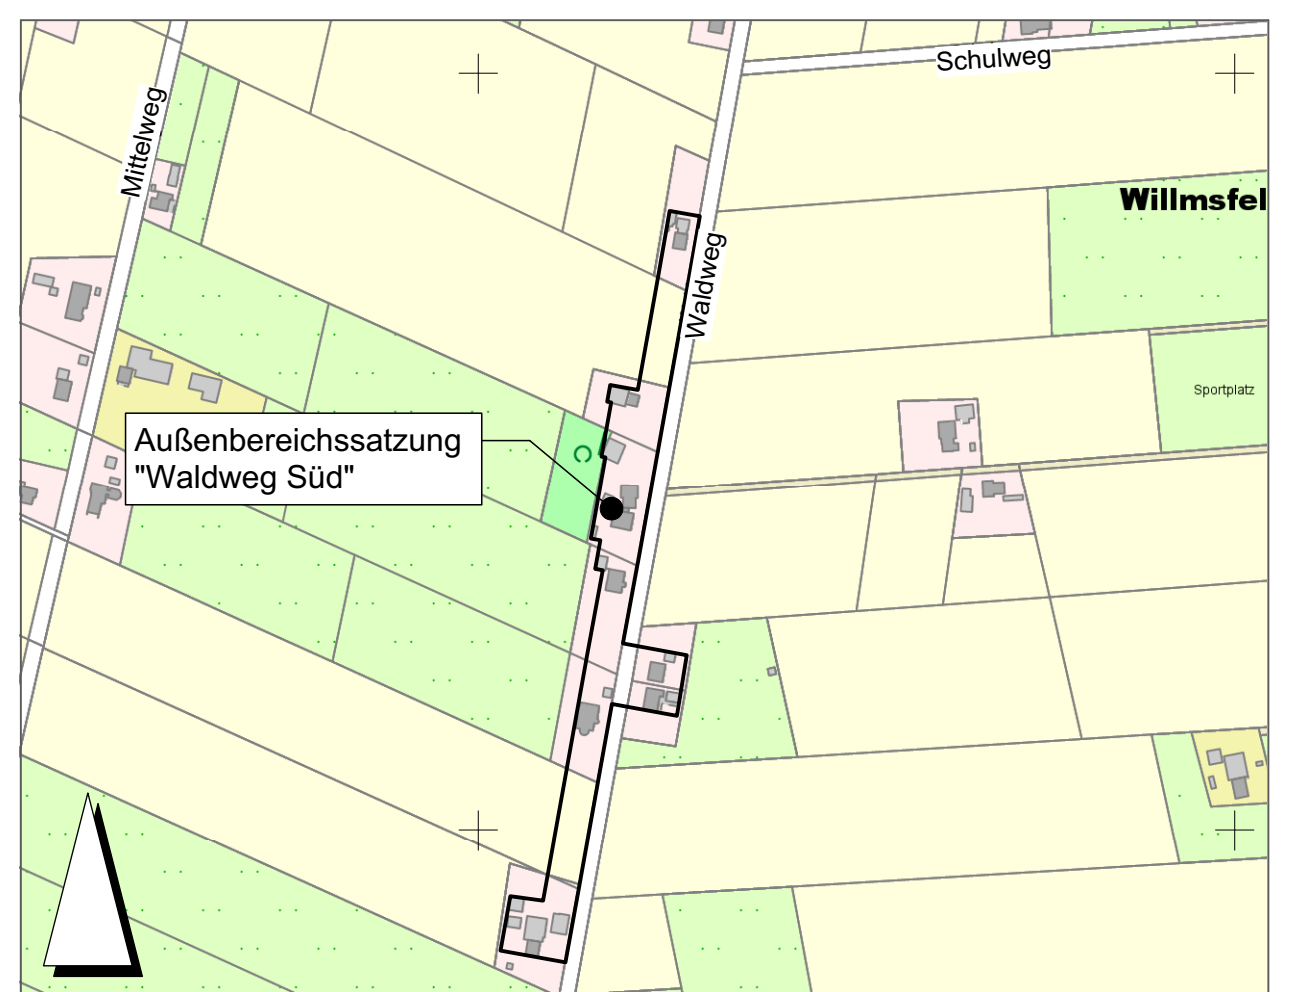 Schulweg
Mittelweg
Willmsfel
Waldweg
Sportplatz
Außenbereichssatzung
"Waldweg Süd"